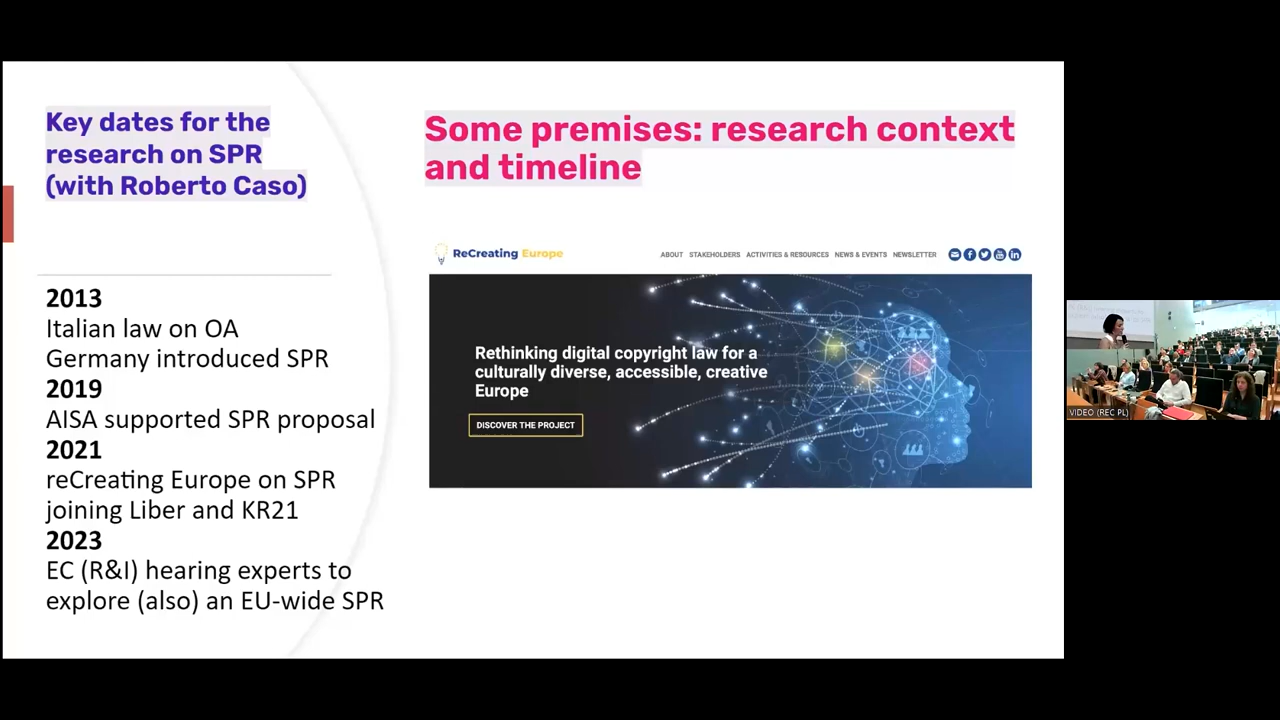 Key dates for the
research on SPR
(with Roberto Caso)
2013
Italian law on OA
Germany introduced SPR
2019
AISA supported SPR proposal
2021
reCreating Europe on SPR
joining Liber and KR21
2023
EC (R&I) hearing experts to
explore (also) an EU-wide SPR
Some premises: research context
and timeline
ReCreating Europe
ABOUT STAKEHOLDERS ACTIVITIES & RESOURCES NEWS & EVENTS NEWSLETTER
Rethinking digital copyright law for a
culturally diverse, accessible, creative
Europe
DISCOVER THE PROJECT
VIDEO (REC PL)